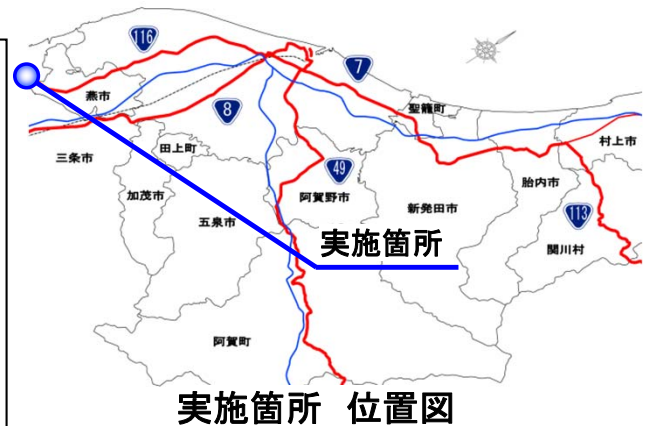 116
7
燕市
8
聖籠町
三条市
田上町
村上市
加茂市
49
阿賀野市
胎内市
五泉市
新発田市
113
実施箇所
関川村
阿賀町
実施箇所 位置図